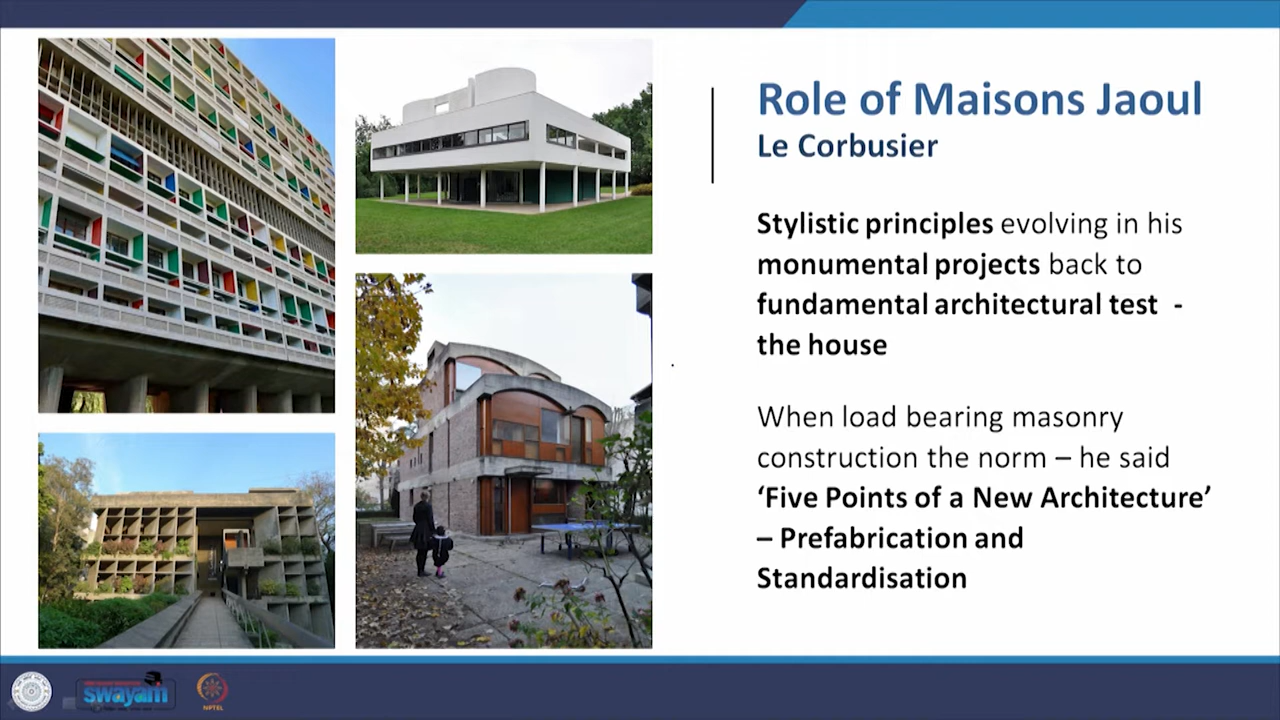 Role of Maisons Jaoul
Le Corbusier
Stylistic principles evolving in his
monumental projects back to
fundamental architectural test -
the house
When load bearing masonry
construction the norm – he said
‘Five Points of a New Architecture’
– Prefabrication and
Standardisation
swayam
NPTEL